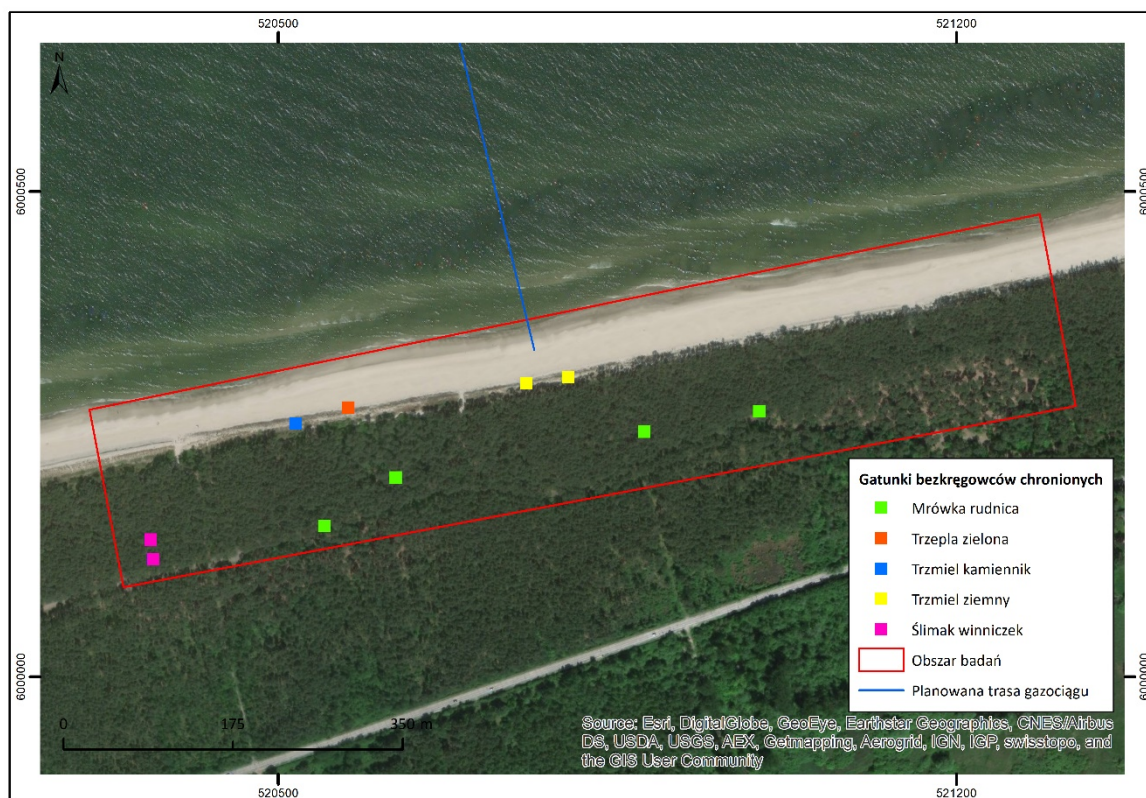 520500
521200
N
6000500
6000500
Gatunki bezkręgowców chronionych
Mrówka rudnica
Trzepla zielona
Trzmiel kamiennik
Trzmiel ziemny
Ślimak winniczek
Obszar badań
Planowana trasa gazociągu
6000000
6000000
0
175
350 m
Source: Esri, DigitalGlobe, GeoEye, Earthstar Geographics, CNES/Airbus
DS, USDA, USGS, AEX, Getmapping, Aerogrid, IGN, IGP, swisstopo, and
the GIS User Community
520500
521200